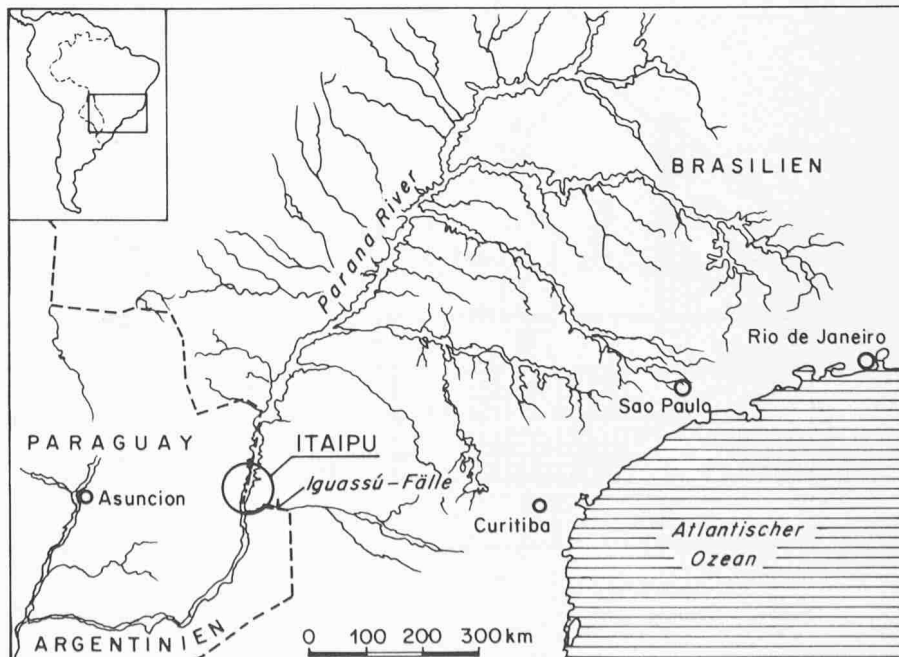 BRASILIEN
Parana River
Rio de Janeiro
Sao Paulo
PARAGUAY
ITAIPU
Iguassú-Fälle
Asuncion
Curitiba
Atlantischer
Ozean
ARGENTINIEN
0 100 200 300 km